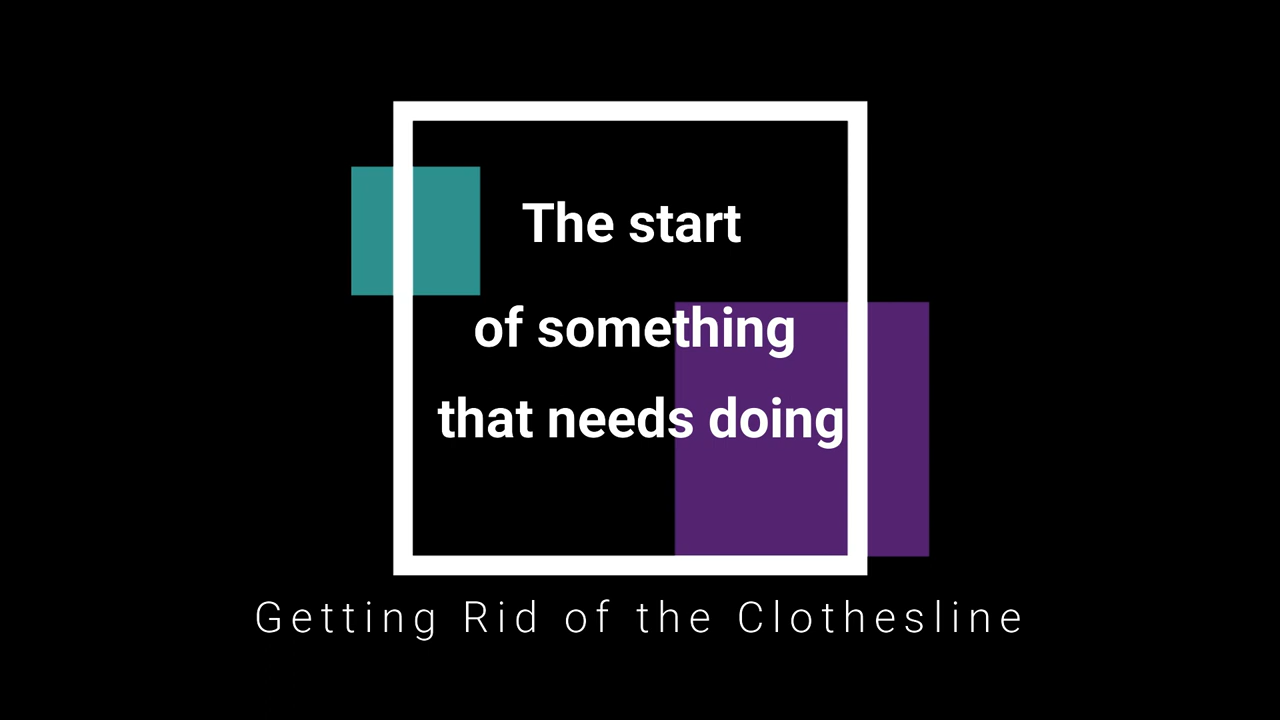 The start
of something
that needs doing
Getting Rid of the Clothesline